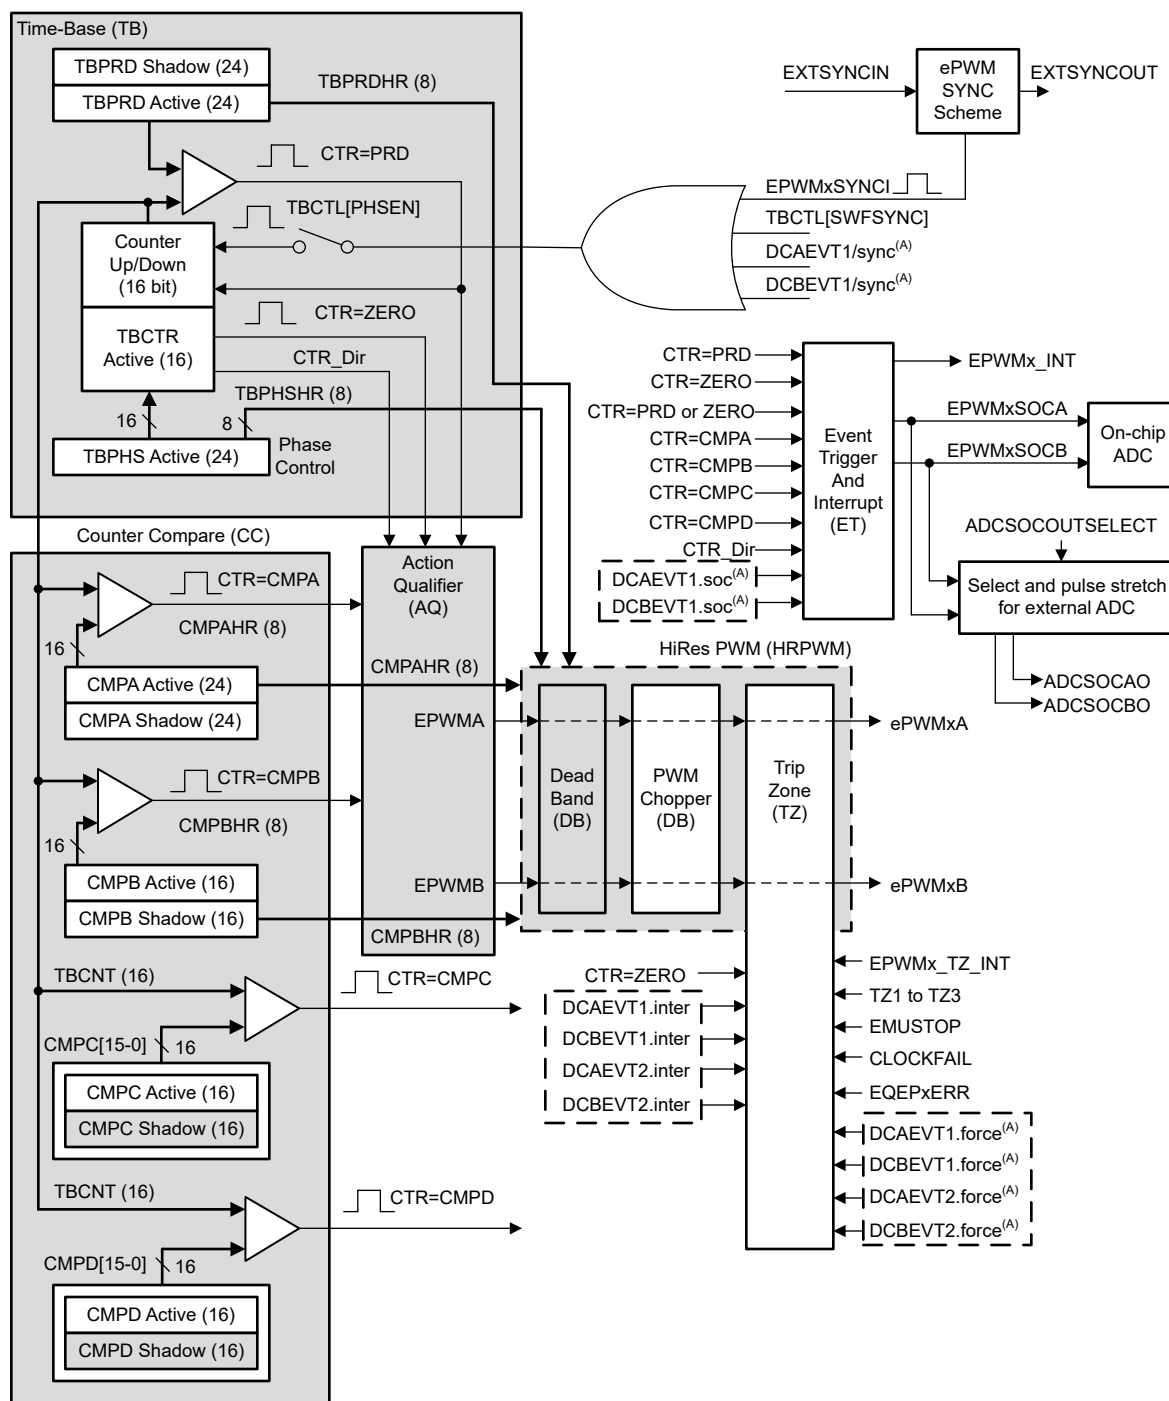 Time-Base (TB)
TBPRD Shadow (24)
TBPRD Active (24)
TBPRDHR (8)
CTR=PRD
TBCTL[PHSEN]
Counter
Up/Down
(16 bit)
CTR=ZERO
TBCTR
Active (16)
CTR_Dir
TBPHSHR (8)
16
8
TBPHS Active (24)
Phase
Control
EXTSYNCIN
ePWM
SYNC
Scheme
EXTSYNCOUT
EPWMxSYNCI
TBCTL[SWFSYNC]
DCAEVT1/sync(A)
DCBEVT1/sync(A)
CTR=PRD
CTR=ZERO
CTR=PRD or ZERO
CTR=CMPA
CTR=CMPB
CTR=CMPC
CTR=CMPD
CTR_Dir
DCAEVT1.soc(A)
DCBEVT1.soc(A)
Event
Trigger
And
Interrupt
(ET)
EPWMx_INT
EPWMxSOCA
EPWMxSOCB
On-chip
ADC
ADCSOCOUTSELECT
Select and pulse stretch
for external ADC
ADCSOCAO
ADCSOCBO
Counter Compare (CC)
CTR=CMPA
CMPAHR (8)
16
CMPA Active (24)
CMPA Shadow (24)
CTR=CMPB
CMPBHR (8)
16
CMPB Active (16)
CMPB Shadow (16)
TBCNT (16)
CTR=CMPC
CMPC[15-0]
16
CMPC Active (16)
CMPC Shadow (16)
TBCNT (16)
CTR=CMPD
CMPD[15-0]
16
CMPD Active (16)
CMPD Shadow (16)
Action
Qualifier
(AQ)
CMPAHR (8)
EPWMA
EPWMB
CMPBHR (8)
HiRes PWM (HRPWM)
Dead
Band
(DB)
PWM
Chopper
(DB)
Trip
Zone
(TZ)
ePWMxA
ePWMxB
CTR=ZERO
DCAEVT1.inter
DCBEVT1.inter
DCAEVT2.inter
DCBEVT2.inter
EPWMx_TZ_INT
TZ1 to TZ3
EMUSTOP
CLOCKFAIL
EQEPxERR
DCAEVT1.force(A)
DCBEVT1.force(A)
DCAEVT2.force(A)
DCBEVT2.force(A)